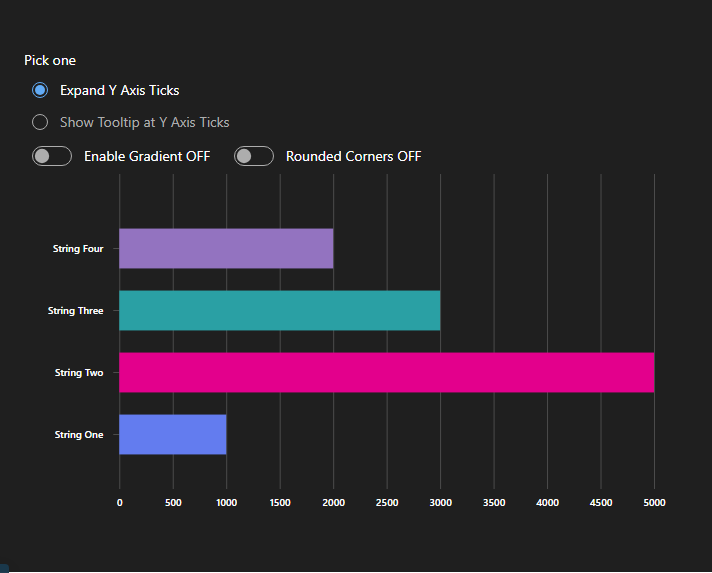 Pick one
Expand Y Axis Ticks
Show Tooltip at Y Axis Ticks
Enable Gradient OFF Rounded Corners OFF
String Four
String Three
String Two
String One
0 500 1000 1500 2000 2500 3000 3500 4000 4500 5000